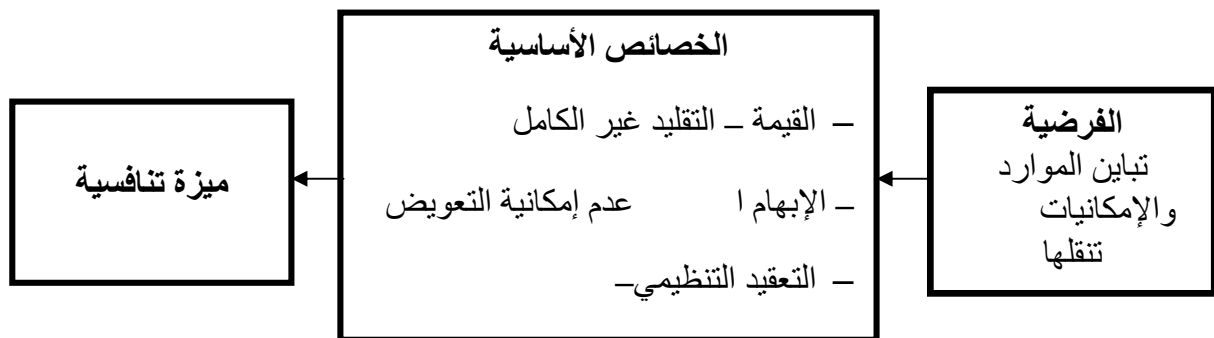 الفرضية
تباين الموارد
والإمكانيات
تنقلها
الخصائص الأساسية
– القيمة – التقليد غير الكامل
– الإبهام ا عدم إمكانية التعويض
– التعقيد التنظيمي–
ميزة تنافسية